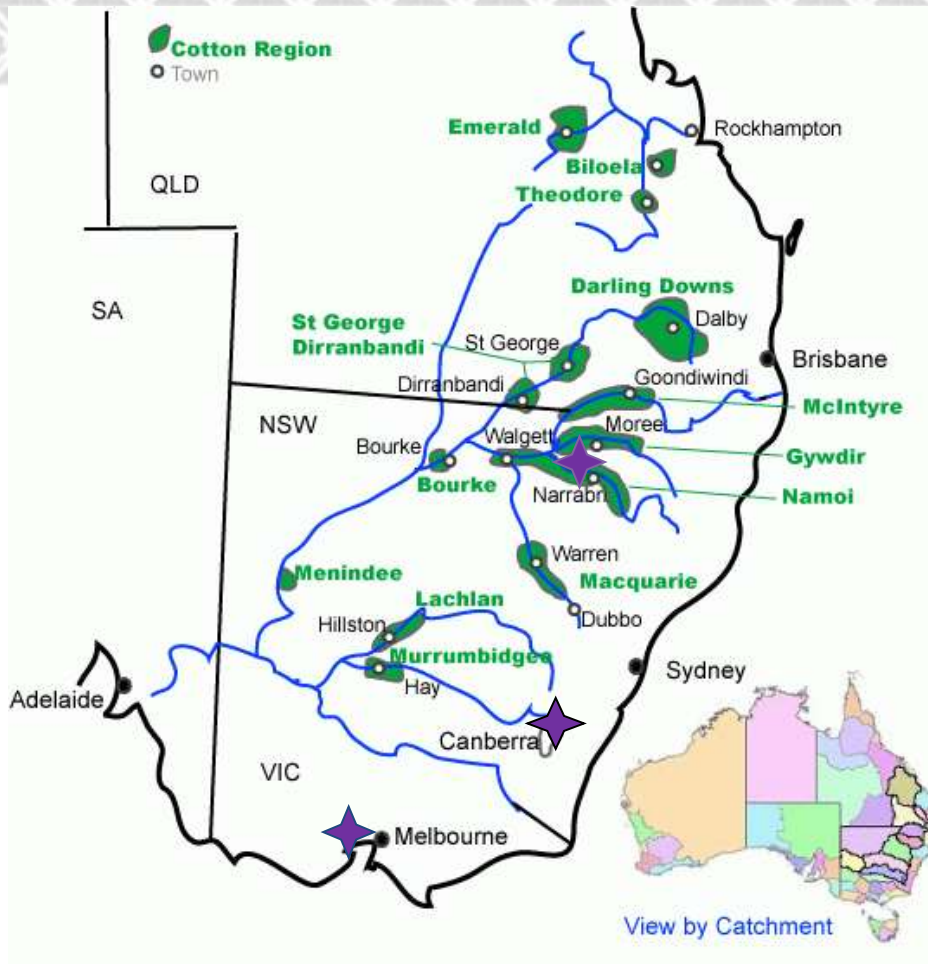 Cotton Region
Town
Emerald
Rockhampton
Biloela
QLD
Theodore
Darling Downs
SA
St George
Dirranbandi
St George
Dalby
Brisbane
Dirranbandi
Goondiwindi
McIntyre
NSW
Moree
Bourke
Walgett
Gywdir
Bourke
Narrabri
Namoi
Warren
Menindee
Macquarie
Lachlan
Hillston
Dubbo
Murrumbidgee
Sydney
Hay
Adelaide
Canberra
VIC
Melbourne
View by Catchment